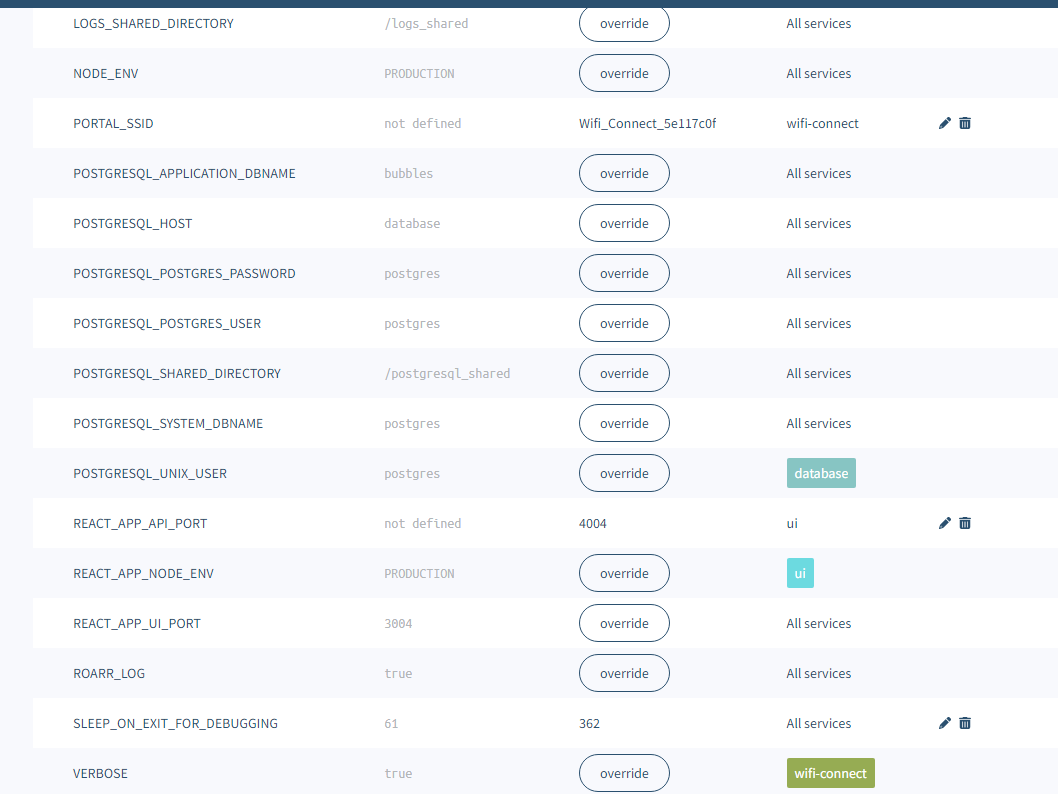 LOGS_SHARED_DIRECTORY /logs_shared override All services
NODE_ENV PRODUCTION override All services
PORTAL_SSID not defined Wifi_Connect_5e117c0f wifi-connect
POSTGRESQL_APPLICATION_DBNAME bubbles override All services
POSTGRESQL_HOST database override All services
POSTGRESQL_POSTGRES_PASSWORD postgres override All services
POSTGRESQL_POSTGRES_USER postgres override All services
POSTGRESQL_SHARED_DIRECTORY /postgresql_shared override All services
POSTGRESQL_SYSTEM_DBNAME postgres override All services
POSTGRESQL_UNIX_USER postgres override database
REACT_APP_API_PORT not defined 4004 ui
REACT_APP_NODE_ENV PRODUCTION override ui
REACT_APP_UI_PORT 3004 override All services
ROARR_LOG true override All services
SLEEP_ON_EXIT_FOR_DEBUGGING 61 362 All services
VERBOSE true override wifi-connect